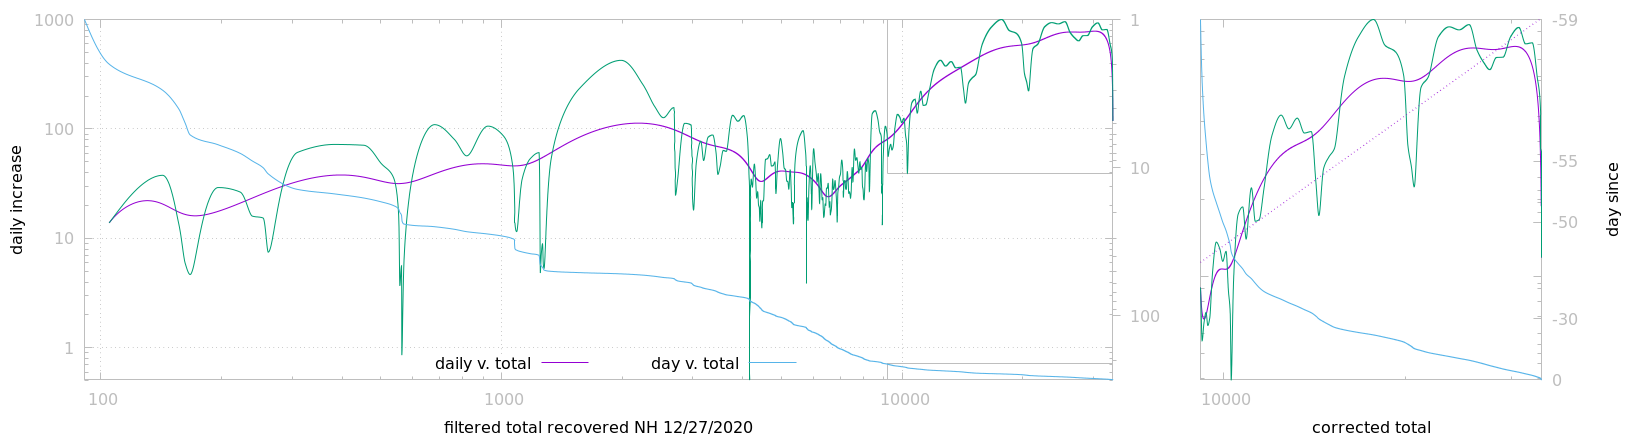 1000
100
10
1
daily increase
100
1000
10000
filtered total recovered NH 12/27/2020
daily v. total
day v. total
1
10
100
10000
corrected total
-59
-55
-50
-30
0
day since